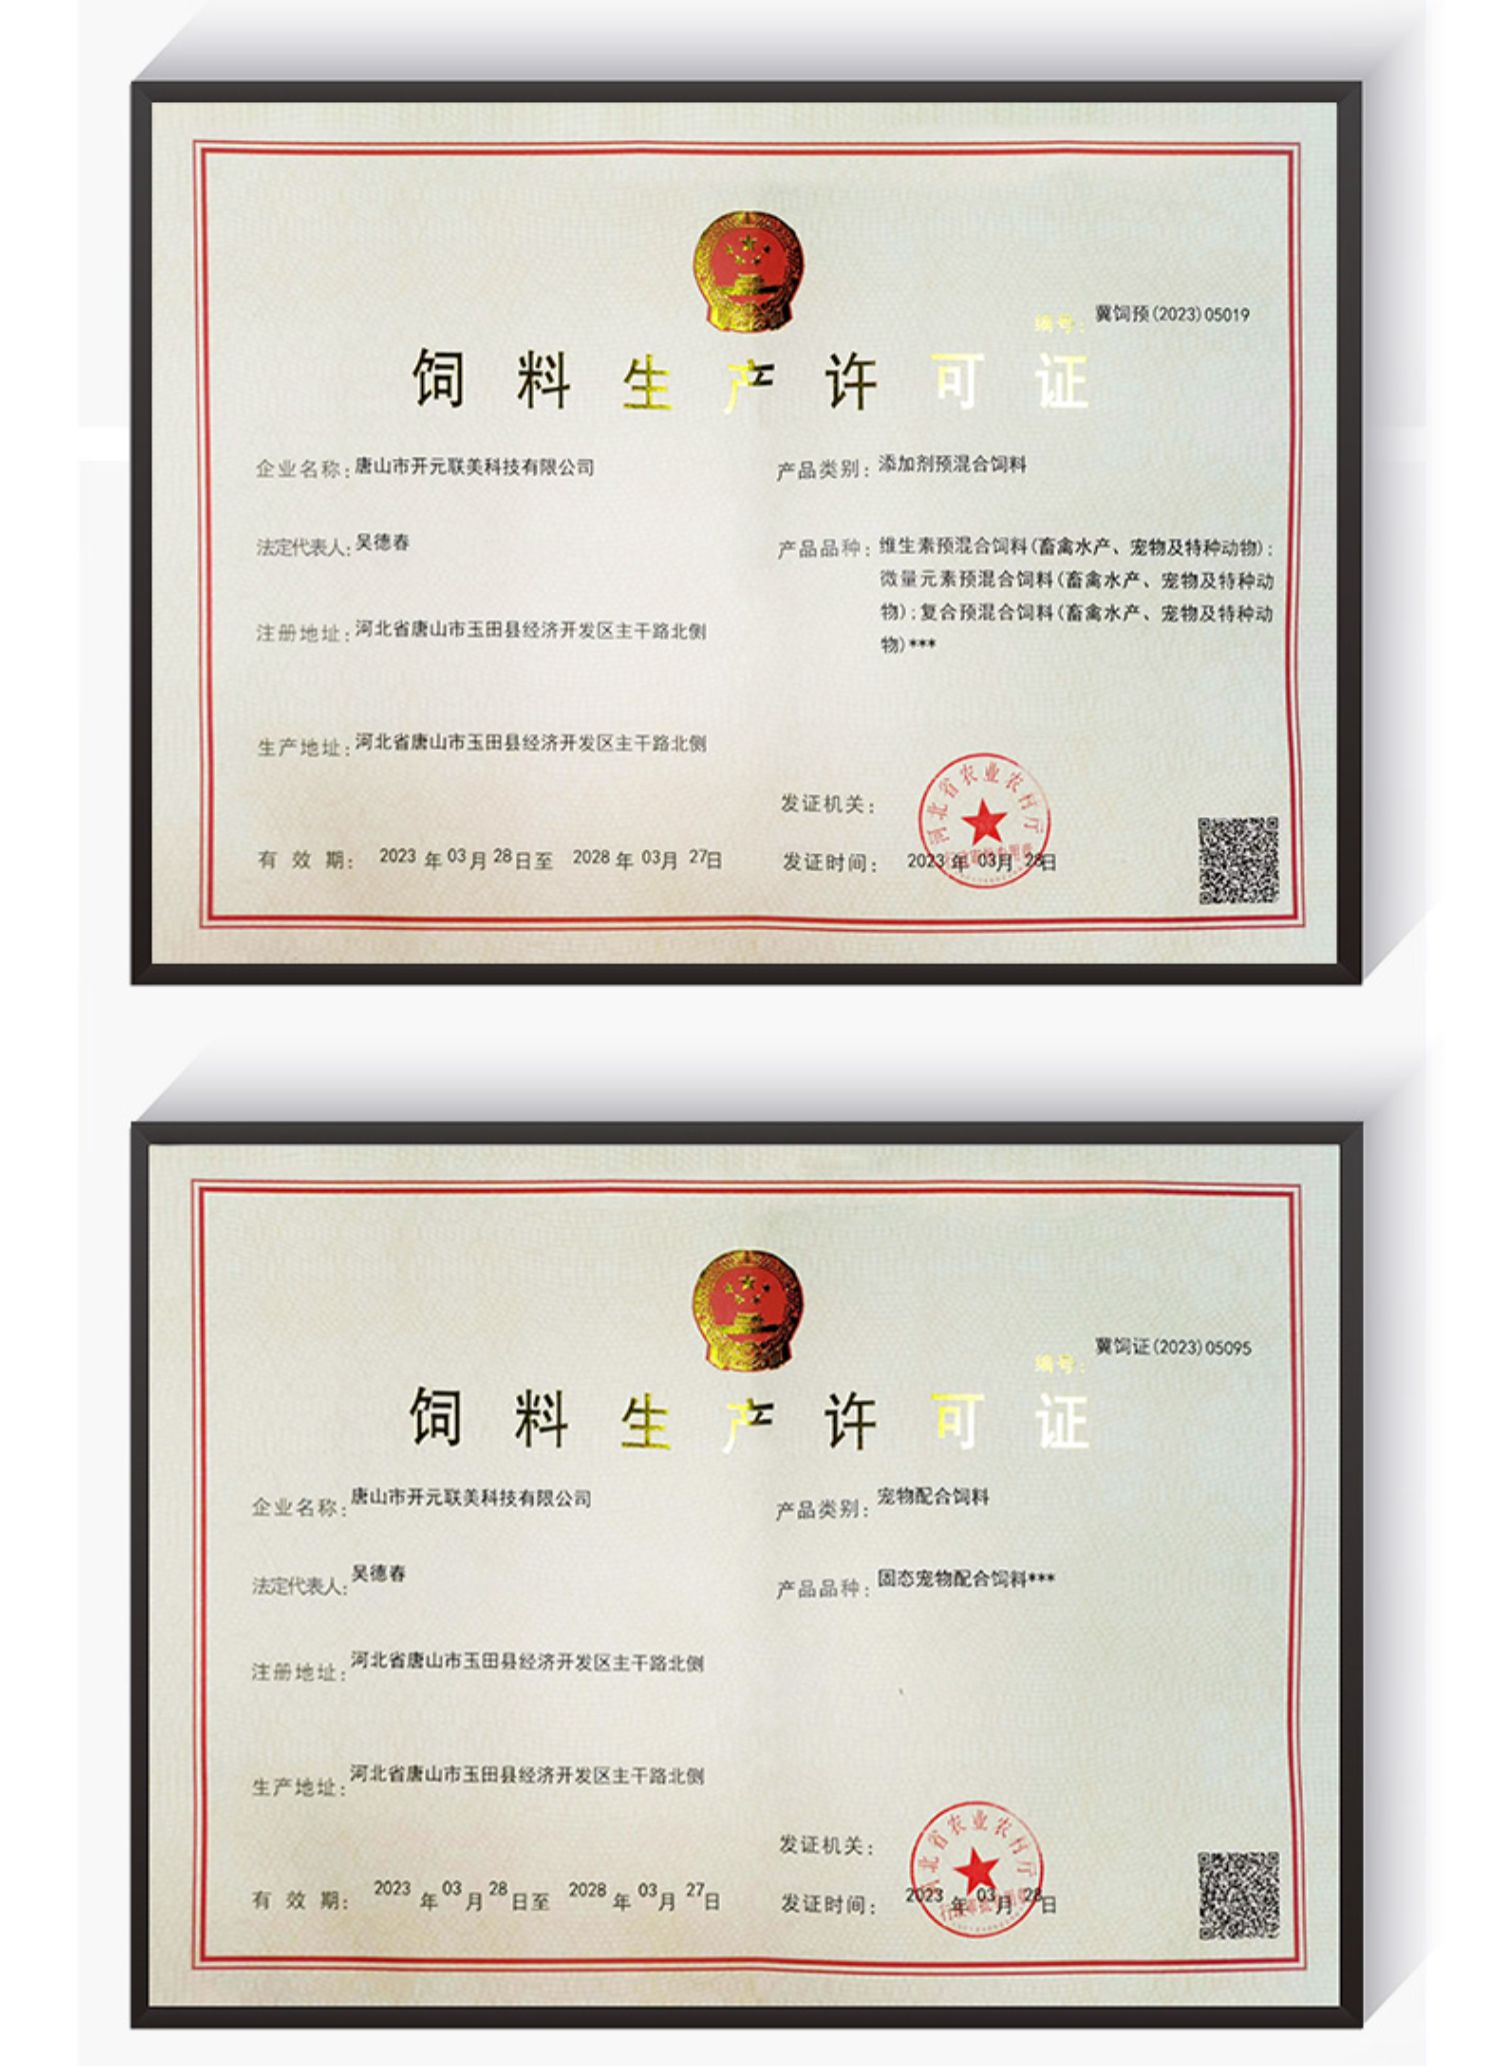 编号：冀饲预(2023)05019
饲料生产许可证
企业名称：唐山市开元联美科技有限公司
法定代表人：吴德春
注册地址：河北省唐山市玉田县经济开发区主干路北侧
生产地址：河北省唐山市玉田县经济开发区主干路北侧
有效期：2023年03月28日至2028年03月27日
产品类别：添加剂预混合饲料
产品品种：维生素预混合饲料(畜禽水产、宠物及特种动物)；
微量元素预混合饲料(畜禽水产、宠物及特种动
物)；复合预混合饲料(畜禽水产、宠物及特种动
物)***
发证机关：
河北省农业农村厅
发证时间：2023年03月28日
编号：冀饲证(2023)05095
饲料生产许可证
企业名称：唐山市开元联美科技有限公司
法定代表人：吴德春
注册地址：河北省唐山市玉田县经济开发区主干路北侧
生产地址：河北省唐山市玉田县经济开发区主干路北侧
有效期：2023年03月28日至2028年03月27日
产品类别：宠物配合饲料
产品品种：固态宠物配合饲料***
发证机关：
河北省农业农村厅
发证时间：2023年03月28日